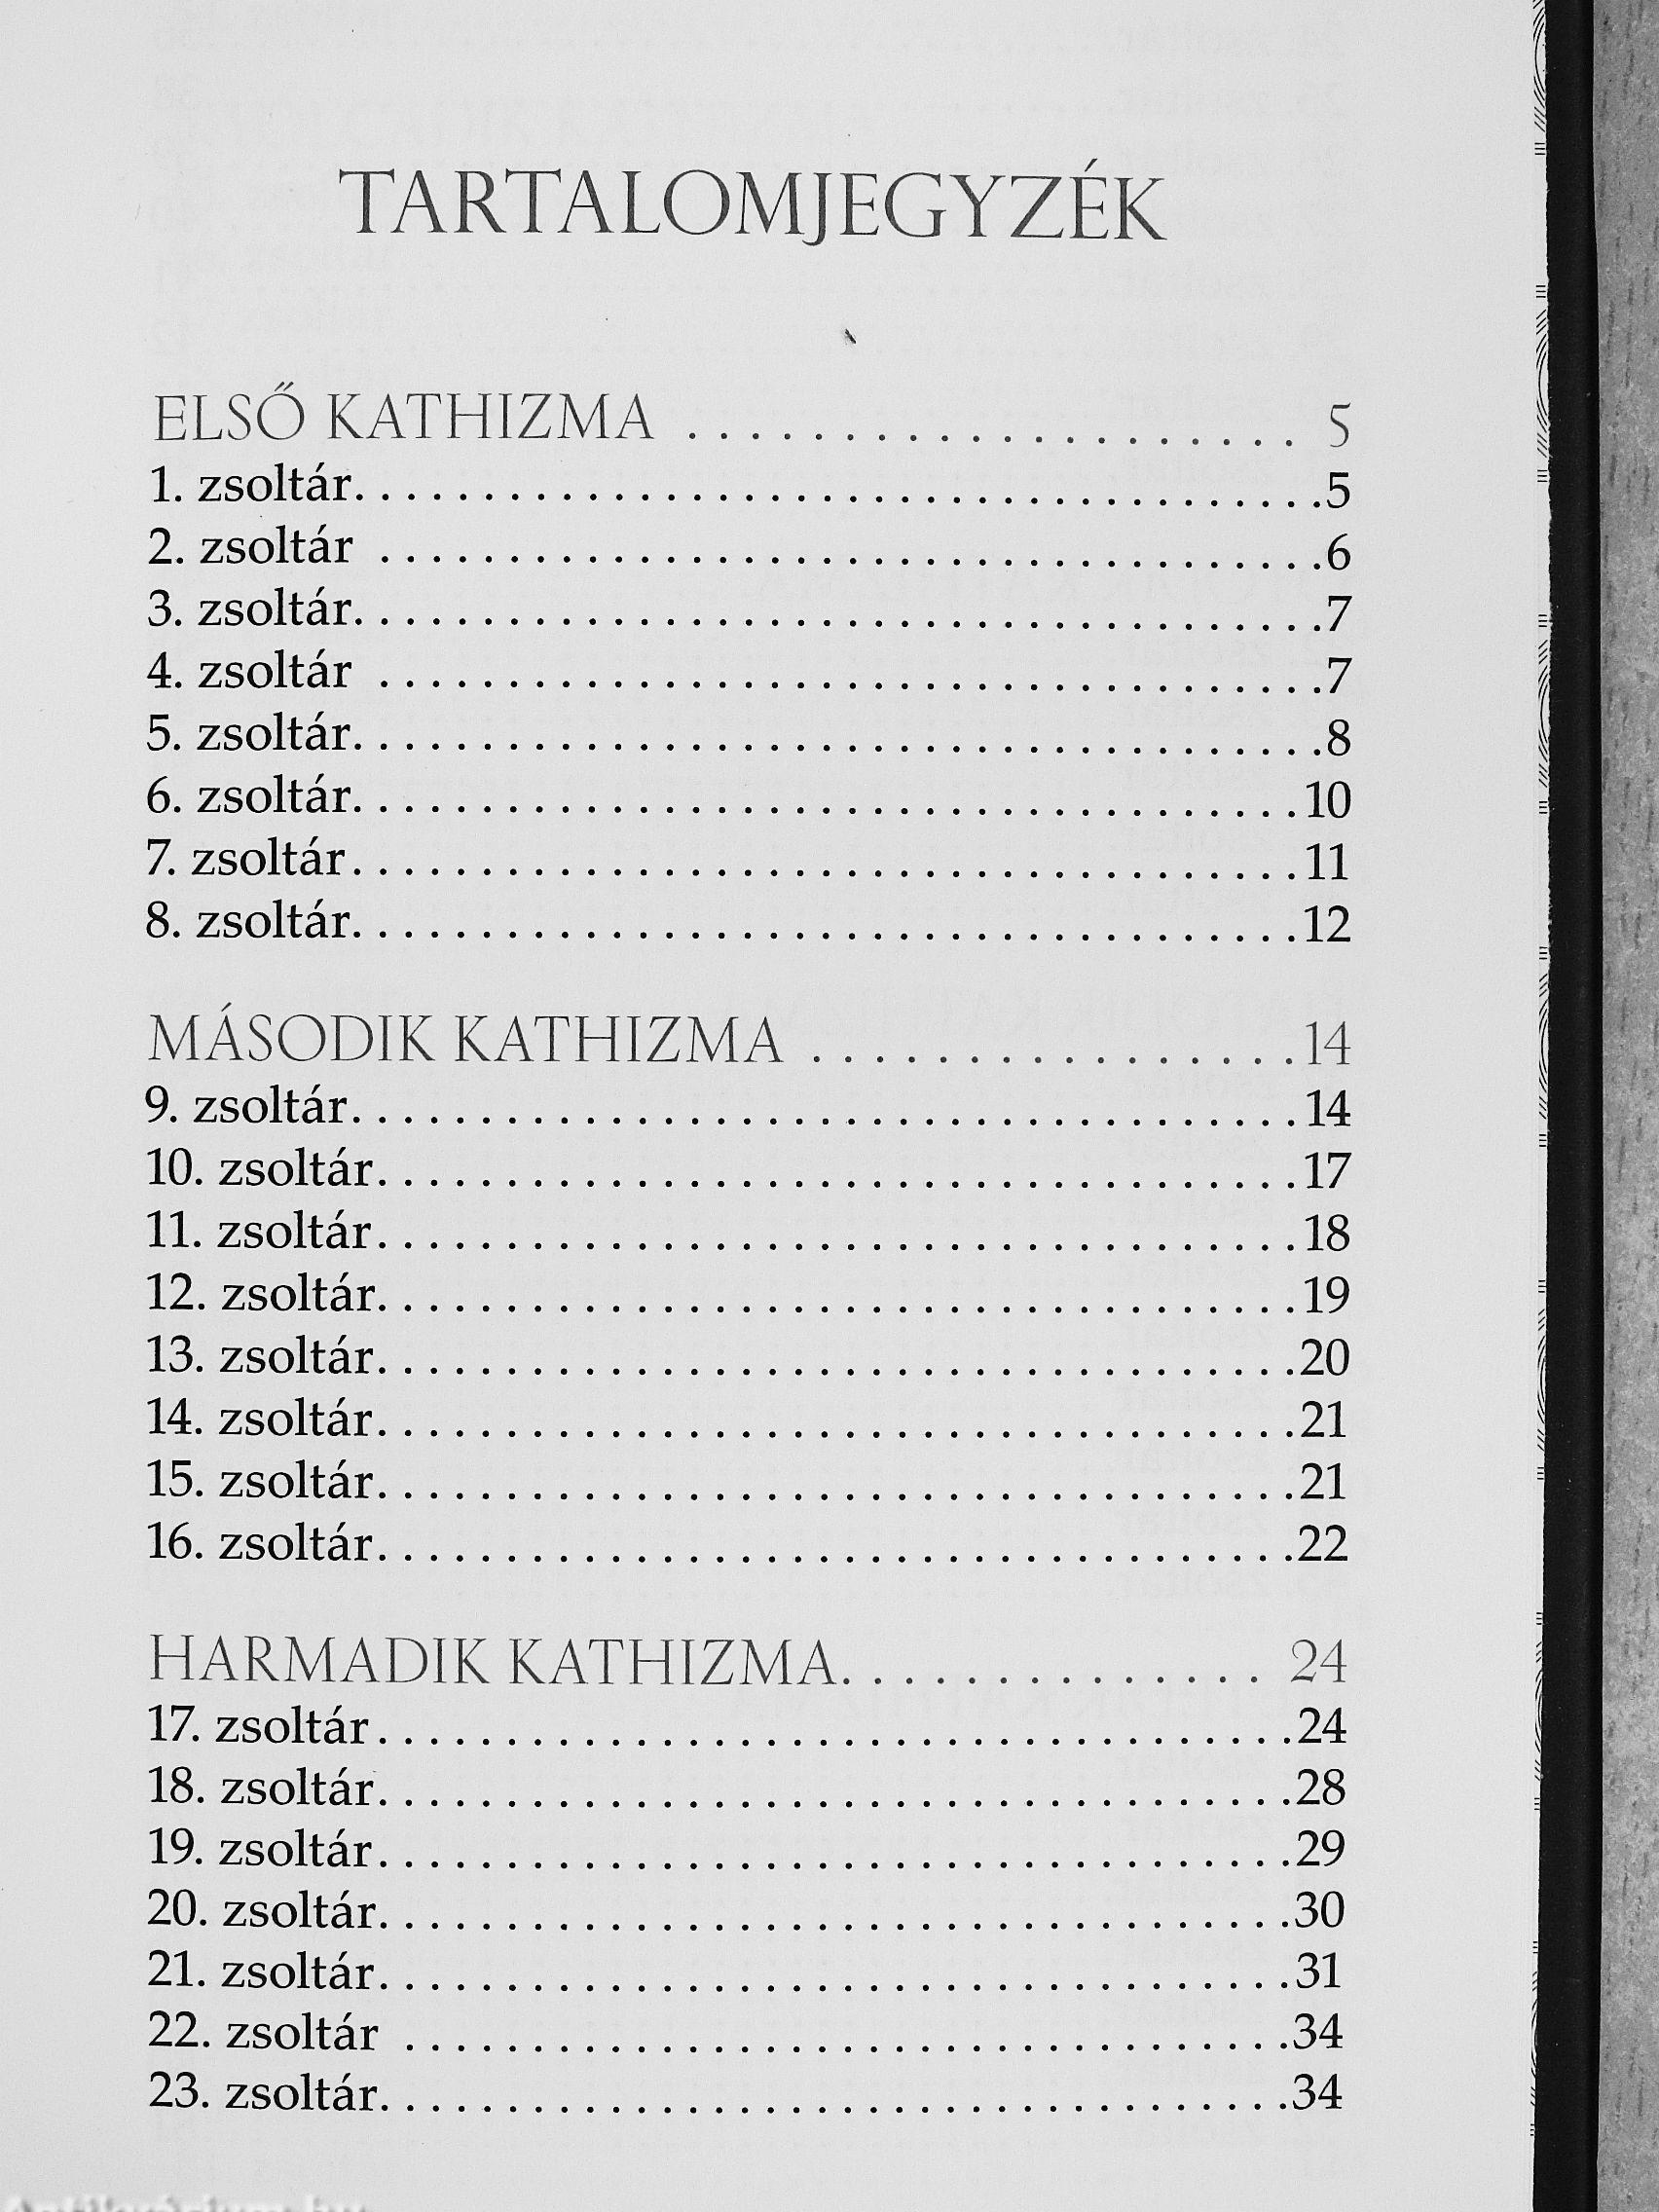 TARTALOMJEGYZÉK
ELSŐ KATHIZMA . . . . . . . . . . . . . . . . . . . . 5
1. zsoltár. . . . . . . . . . . . . . . . . . . . . . . . . . . . . . . . . . . . . .5
2. zsoltár . . . . . . . . . . . . . . . . . . . . . . . . . . . . . . . . . . . . .6
3. zsoltár. . . . . . . . . . . . . . . . . . . . . . . . . . . . . . . . . . . . . .7
4. zsoltár . . . . . . . . . . . . . . . . . . . . . . . . . . . . . . . . . . . . .7
5. zsoltár. . . . . . . . . . . . . . . . . . . . . . . . . . . . . . . . . . . . . .8
6. zsoltár. . . . . . . . . . . . . . . . . . . . . . . . . . . . . . . . . . . . .10
7. zsoltár. . . . . . . . . . . . . . . . . . . . . . . . . . . . . . . . . . . . .11
8. zsoltár. . . . . . . . . . . . . . . . . . . . . . . . . . . . . . . . . . . . .12
MÁSODIK KATHIZMA . . . . . . . . . . . . . . . .14
9. zsoltár. . . . . . . . . . . . . . . . . . . . . . . . . . . . . . . . . . . . .14
10. zsoltár. . . . . . . . . . . . . . . . . . . . . . . . . . . . . . . . . . . .17
11. zsoltár. . . . . . . . . . . . . . . . . . . . . . . . . . . . . . . . . . . .18
12. zsoltár. . . . . . . . . . . . . . . . . . . . . . . . . . . . . . . . . . . .19
13. zsoltár. . . . . . . . . . . . . . . . . . . . . . . . . . . . . . . . . . . .20
14. zsoltár. . . . . . . . . . . . . . . . . . . . . . . . . . . . . . . . . . . .21
15. zsoltár. . . . . . . . . . . . . . . . . . . . . . . . . . . . . . . . . . . .21
16. zsoltár. . . . . . . . . . . . . . . . . . . . . . . . . . . . . . . . . . . .22
HARMADIK KATHIZMA. . . . . . . . . . . . . . 24
17. zsoltár. . . . . . . . . . . . . . . . . . . . . . . . . . . . . . . . . . . .24
18. zsoltár. . . . . . . . . . . . . . . . . . . . . . . . . . . . . . . . . . . .28
19. zsoltár. . . . . . . . . . . . . . . . . . . . . . . . . . . . . . . . . . . .29
20. zsoltár. . . . . . . . . . . . . . . . . . . . . . . . . . . . . . . . . . . .30
21. zsoltár. . . . . . . . . . . . . . . . . . . . . . . . . . . . . . . . . . . .31
22. zsoltár . . . . . . . . . . . . . . . . . . . . . . . . . . . . . . . . . . .34
23. zsoltár. . . . . . . . . . . . . . . . . . . . . . . . . . . . . . . . . . . .34